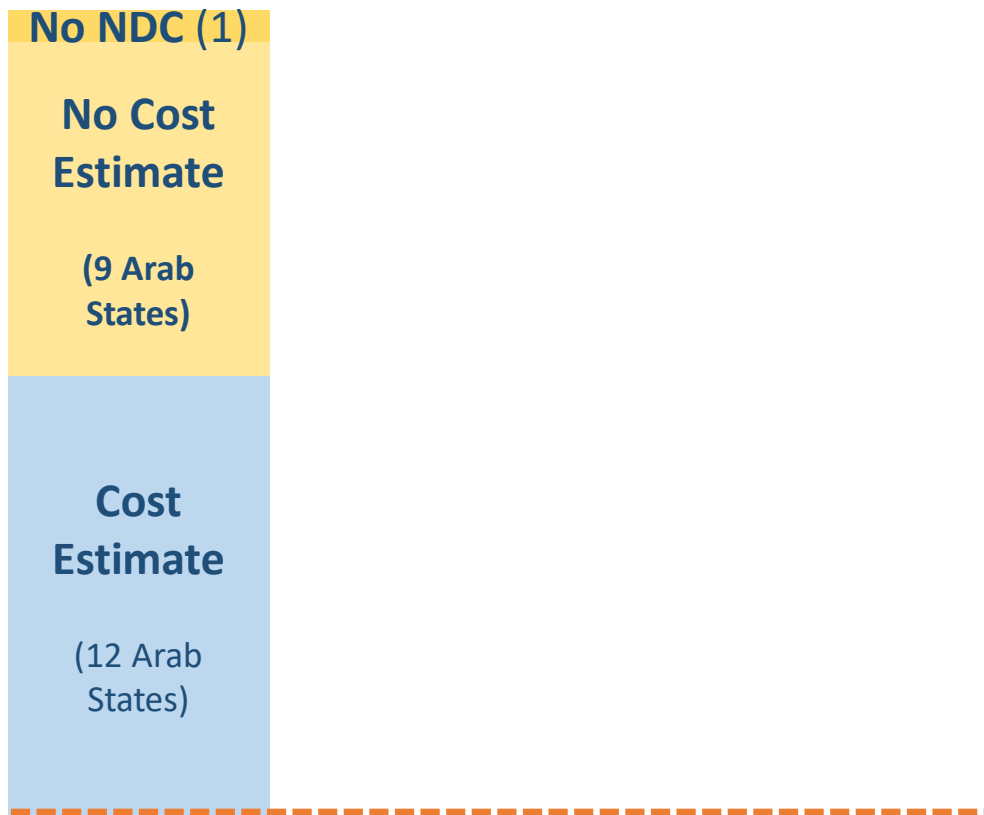 No NDC (1)
No Cost
Estimate
(9 Arab
States)
Cost
Estimate
(12 Arab
States)